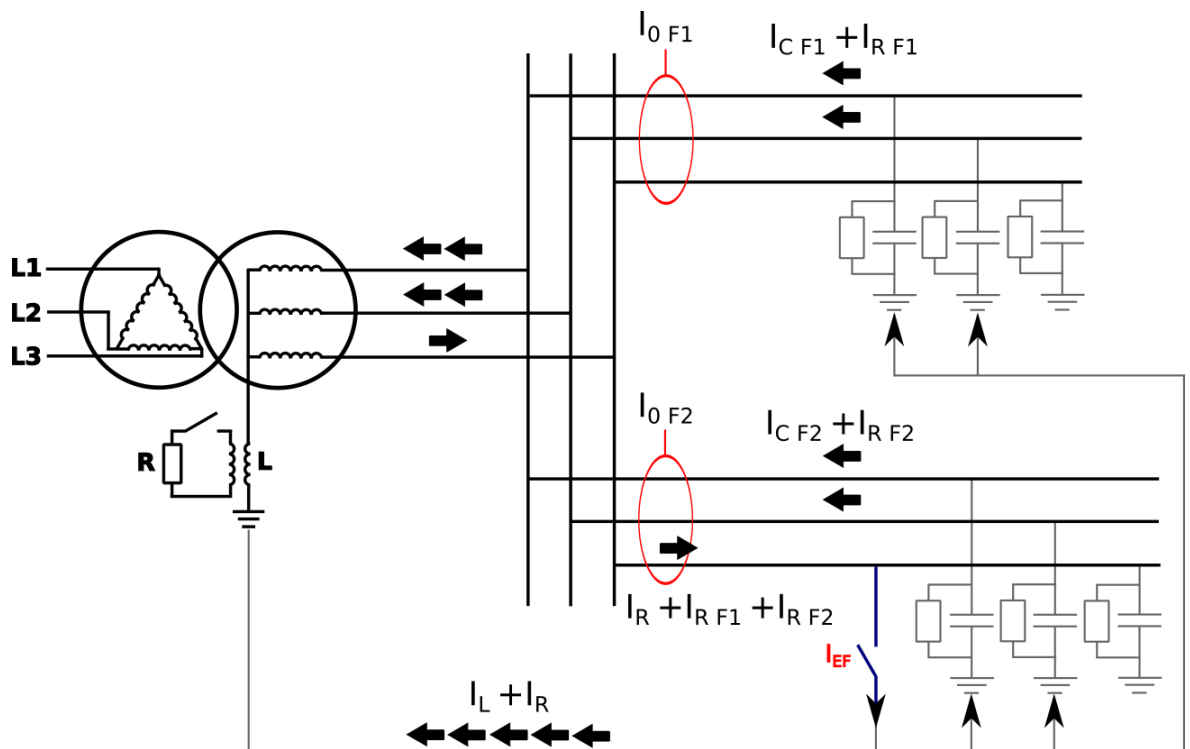 I0 F1
IC F1 + IR F1
L1
L2
L3
R
L
I0 F2
IC F2 + IR F2
IR + IR F1 + IR F2
IEF
IL + IR